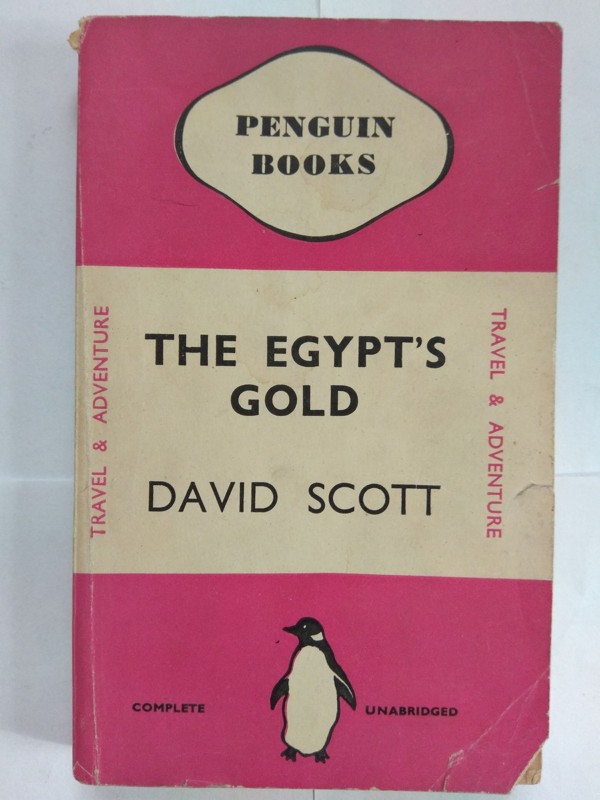 PENGUIN
BOOKS
TRAVEL & ADVENTURE
THE EGYPT'S
GOLD
DAVID SCOTT
TRAVEL & ADVENTURE
COMPLETE
UNABRIDGED